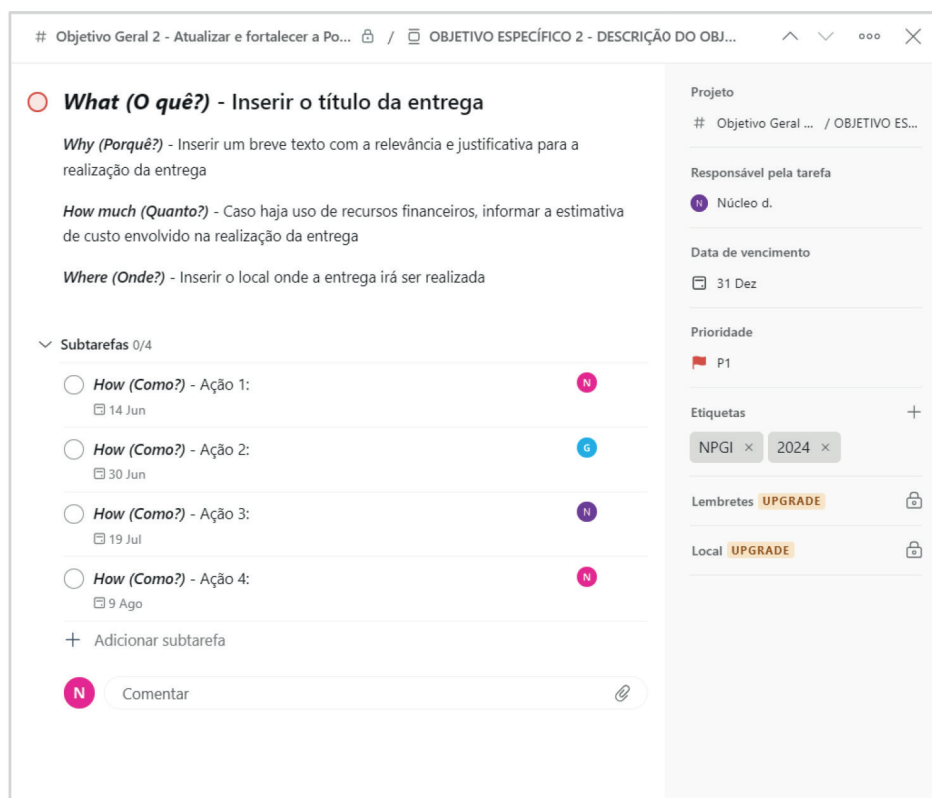 # Objetivo Geral 2 - Atualizar e fortalecer a Po... / OBJETIVO ESPECÍFICO 2 - DESCRIÇÃO DO OBJ...
What (O quê?) - Inserir o título da entrega
Why (Porquê?) - Inserir um breve texto com a relevância e justificativa para a
realização da entrega
How much (Quanto?) - Caso haja uso de recursos financeiros, informar a estimativa
de custo envolvido na realização da entrega
Where (Onde?) - Inserir o local onde a entrega irá ser realizada
Subtarefas 0/4
How (Como?) - Ação 1:
N
14 Jun
How (Como?) - Ação 2:
G
30 Jun
How (Como?) - Ação 3:
N
19 Jul
How (Como?) - Ação 4:
N
9 Ago
+ Adicionar subtarefa
N
Comentar
Projeto
# Objetivo Geral ... / OBJETIVO ES...
Responsável pela tarefa
N Núcleo d.
Data de vencimento
31 Dez
Prioridade
P1
Etiquetas +
NPGI × 2024 ×
Lembretes UPGRADE
Local UPGRADE